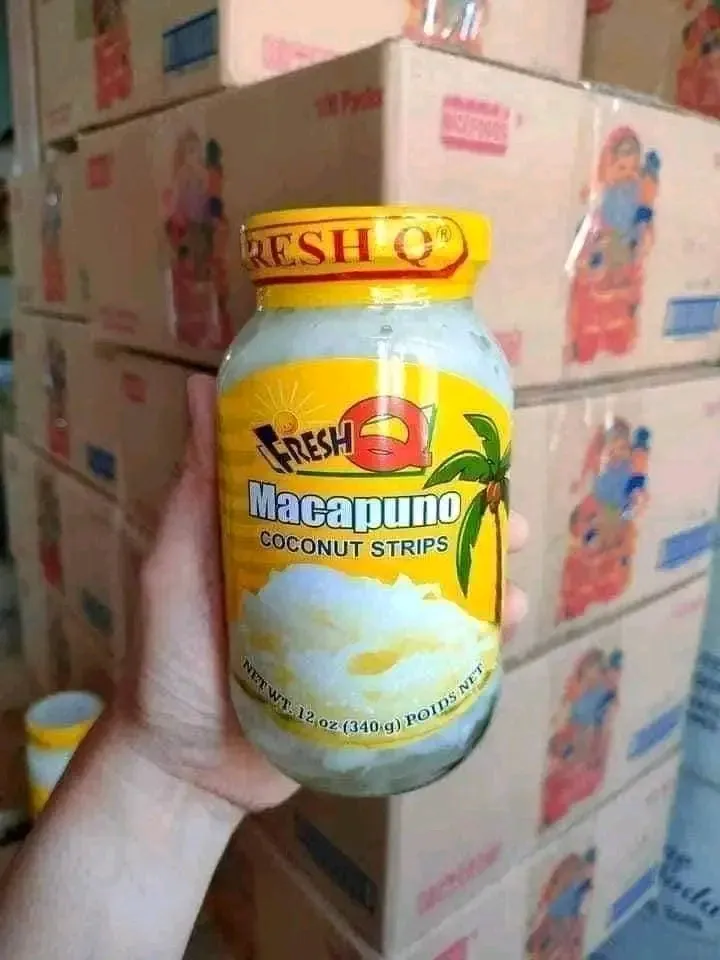 RESH Q®
FRESH Q
Macapuno
COCONUT STRIPS
NET WT. 12 oz (340 g) POIDS NET